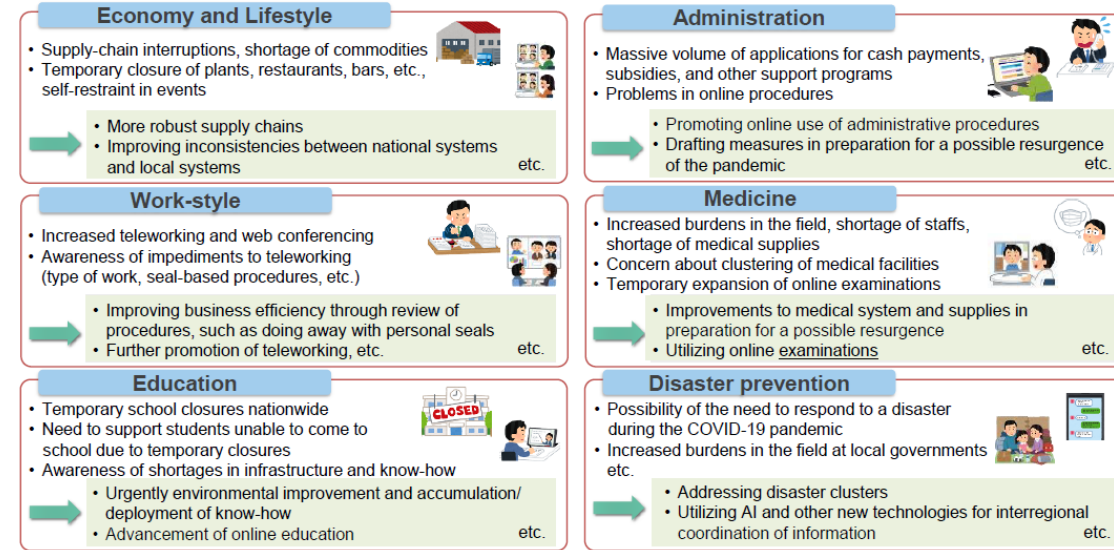 Economy and Lifestyle
• Supply-chain interruptions, shortage of commodities
• Temporary closure of plants, restaurants, bars, etc.,
self-restraint in events
• More robust supply chains
• Improving inconsistencies between national systems
and local systems
etc.
Administration
• Massive volume of applications for cash payments,
subsidies, and other support programs
• Problems in online procedures
• Promoting online use of administrative procedures
• Drafting measures in preparation for a possible resurgence
of the pandemic
etc.
Work-style
• Increased teleworking and web conferencing
• Awareness of impediments to teleworking
(type of work, seal-based procedures, etc.)
• Improving business efficiency through review of
procedures, such as doing away with personal seals
• Further promotion of teleworking, etc.
etc.
Medicine
• Increased burdens in the field, shortage of staffs,
shortage of medical supplies
• Concern about clustering of medical facilities
• Temporary expansion of online examinations
• Improvements to medical system and supplies in
preparation for a possible resurgence
• Utilizing online examinations
etc.
Education
• Temporary school closures nationwide
• Need to support students unable to come to
school due to temporary closures
• Awareness of shortages in infrastructure and know-how
CLOSED
• Urgently environmental improvement and accumulation/
deployment of know-how
• Advancement of online education
etc.
Disaster prevention
• Possibility of the need to respond to a disaster
during the COVID-19 pandemic
• Increased burdens in the field at local governments
etc.
• Addressing disaster clusters
• Utilizing AI and other new technologies for interregional
coordination of information
etc.